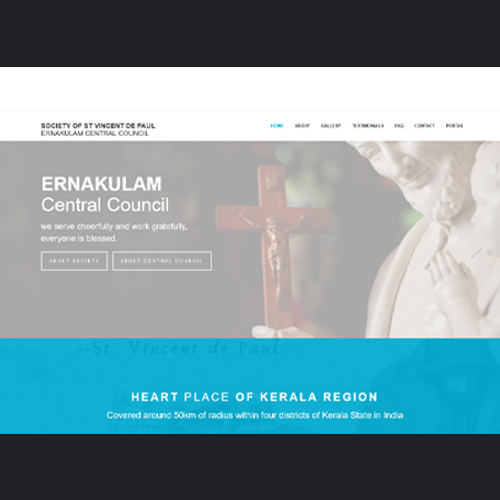 SOCIETY OF ST VINCENT DE PAUL
ERNAKULAM CENTRAL COUNCIL
HOME ABOUT GALLERY TESTIMONIALS FAQ CONTACT PORTAL
ERNAKULAM
Central Council
we serve cheerfully and work gratefully,
everyone is blessed.
ABOUT SOCIETY ABOUT CENTRAL COUNCIL
--St. Vincent de Paul
HEART PLACE OF KERALA REGION
Covered around 50km of radius within four districts of Kerala State in India